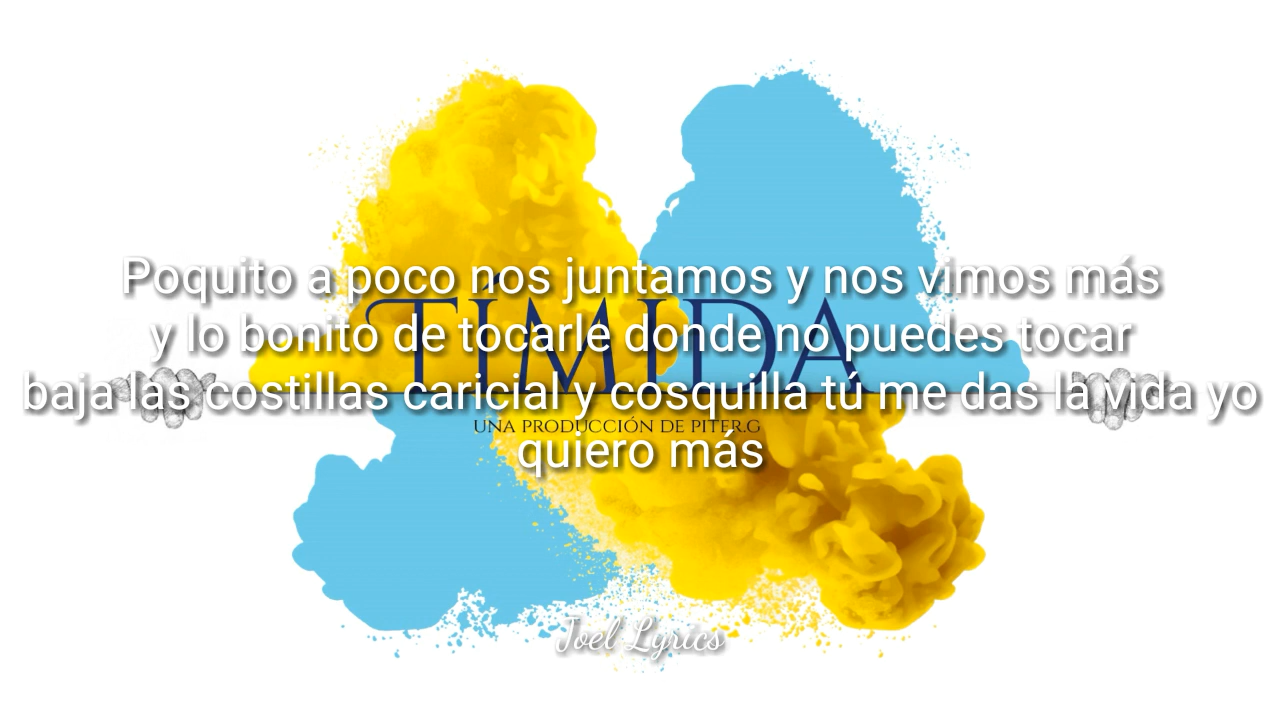 Poquito a poco nos juntamos y nos vimos más
TÍMIDA
y lo bonito de tocarle donde no puedes tocar
baja las costillas caricial y cosquilla tú me das la vida yo
UNA PRODUCCIÓN DE PITER.G
quiero más
Joel Lyrics